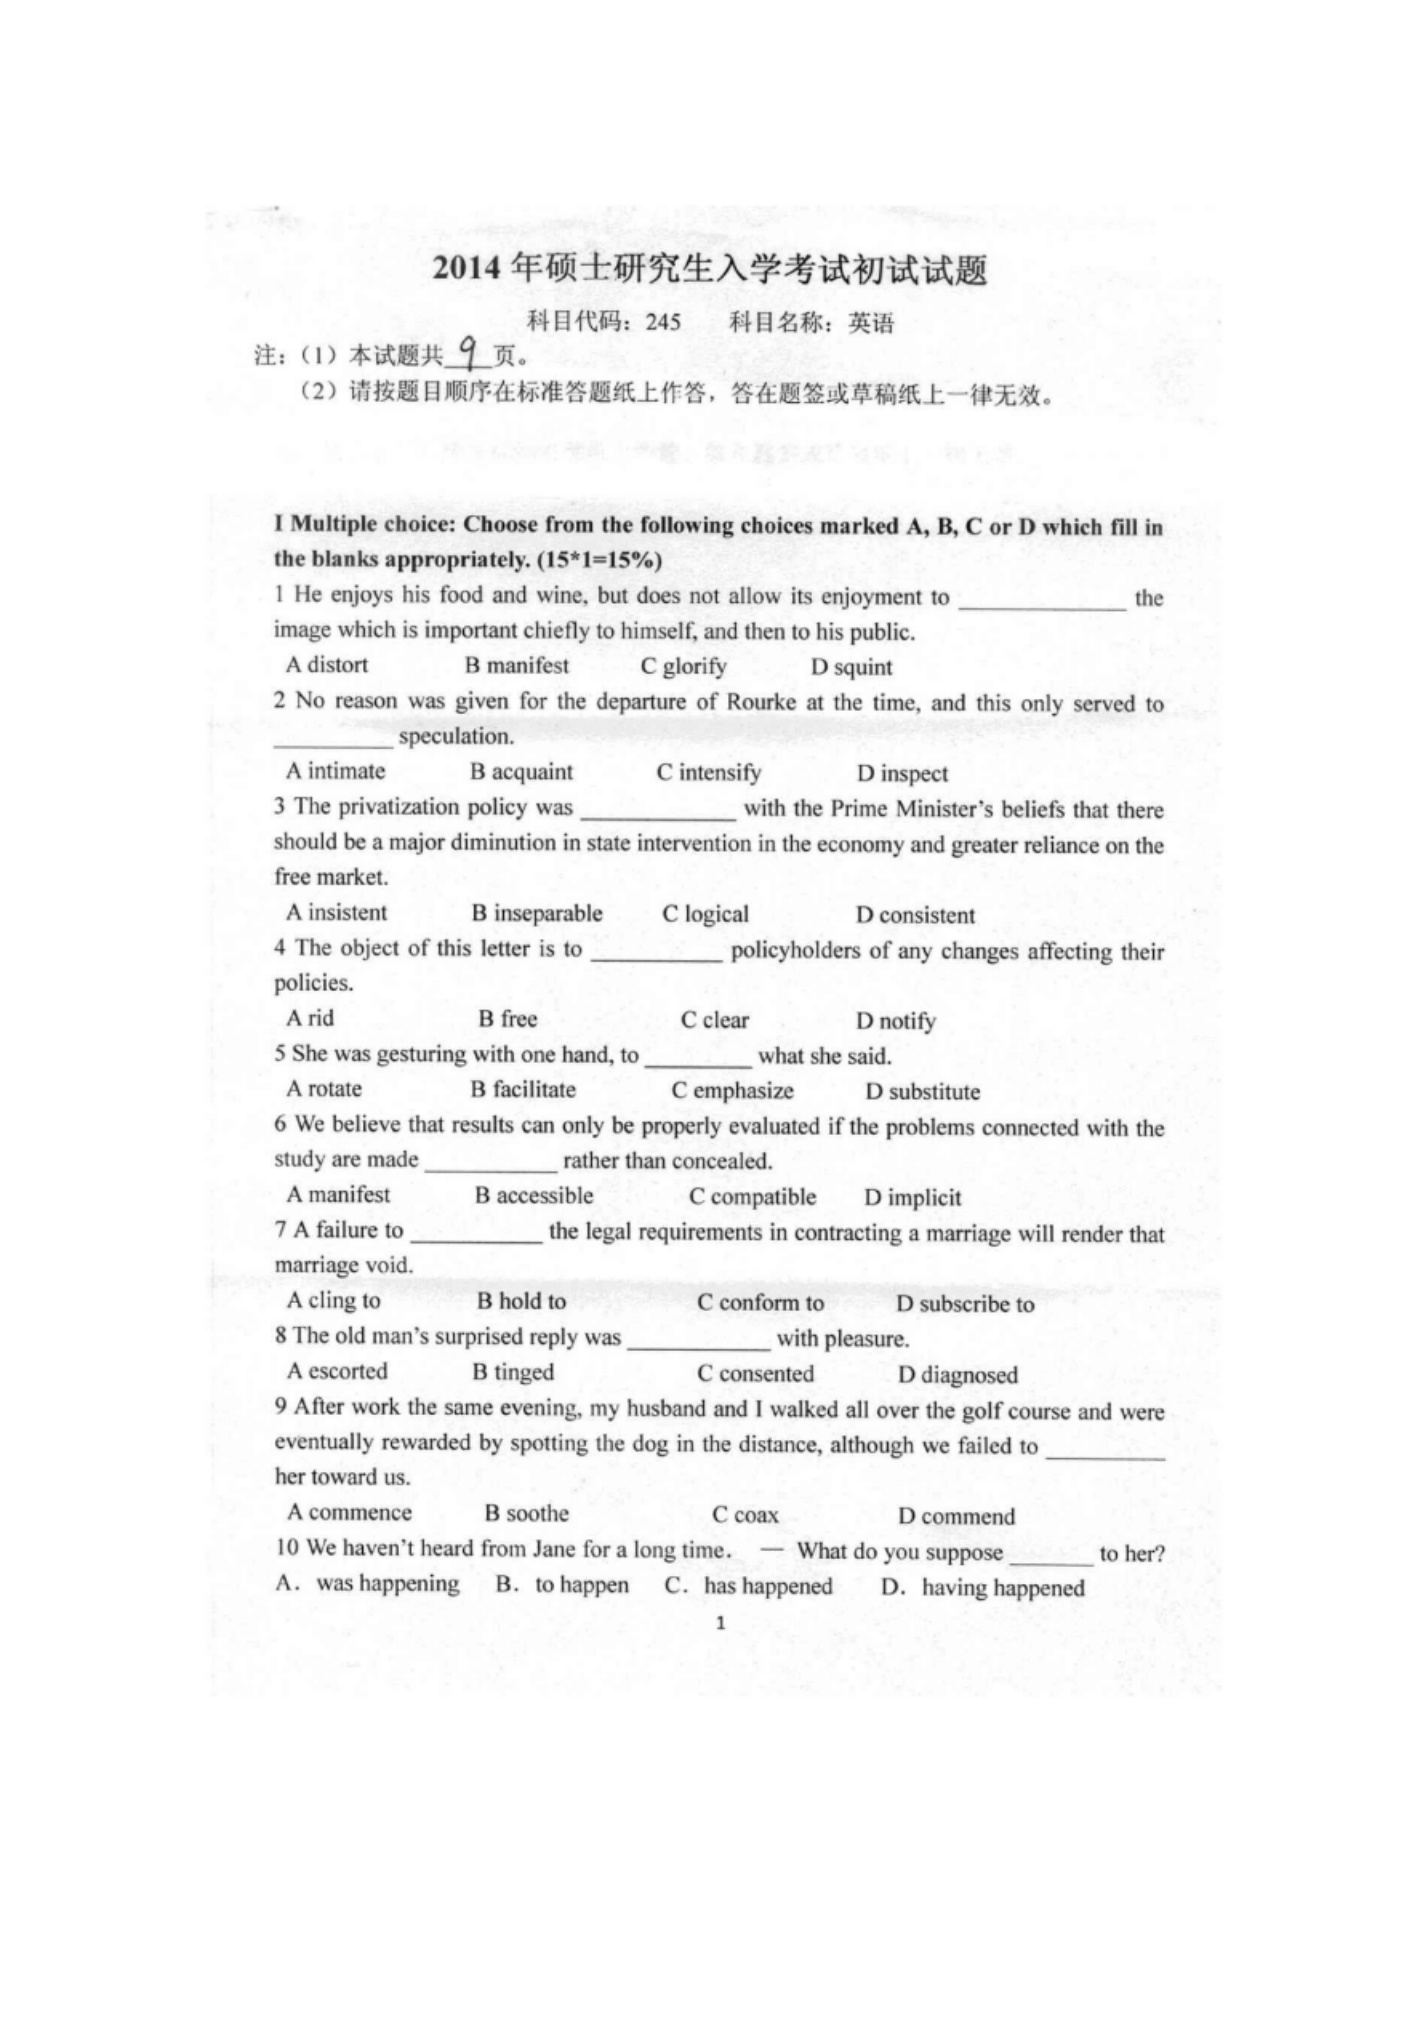 2014 年硕士研究生入学考试初试试题
科目代码：245 科目名称：英语
注：（1）本试题共 9 页。
（2）请按题目顺序在标准答题纸上作答，答在题签或草稿纸上一律无效。
I Multiple choice: Choose from the following choices marked A, B, C or D which fill in
the blanks appropriately. (15*1=15%)
1 He enjoys his food and wine, but does not allow its enjoyment to ______________ the
image which is important chiefly to himself, and then to his public.
A distort B manifest C glorify D squint
2 No reason was given for the departure of Rourke at the time, and this only served to
__________ speculation.
A intimate B acquaint C intensify D inspect
3 The privatization policy was _____________ with the Prime Minister's beliefs that there
should be a major diminution in state intervention in the economy and greater reliance on the
free market.
A insistent B inseparable C logical D consistent
4 The object of this letter is to ___________ policyholders of any changes affecting their
policies.
A rid B free C clear D notify
5 She was gesturing with one hand, to _________ what she said.
A rotate B facilitate C emphasize D substitute
6 We believe that results can only be properly evaluated if the problems connected with the
study are made ___________ rather than concealed.
A manifest B accessible C compatible D implicit
7 A failure to ___________ the legal requirements in contracting a marriage will render that
marriage void.
A cling to B hold to C conform to D subscribe to
8 The old man's surprised reply was ____________ with pleasure.
A escorted B tinged C consented D diagnosed
9 After work the same evening, my husband and I walked all over the golf course and were
eventually rewarded by spotting the dog in the distance, although we failed to __________
her toward us.
A commence B soothe C coax D commend
10 We haven't heard from Jane for a long time. — What do you suppose _______ to her?
A. was happening B. to happen C. has happened D. having happened
1